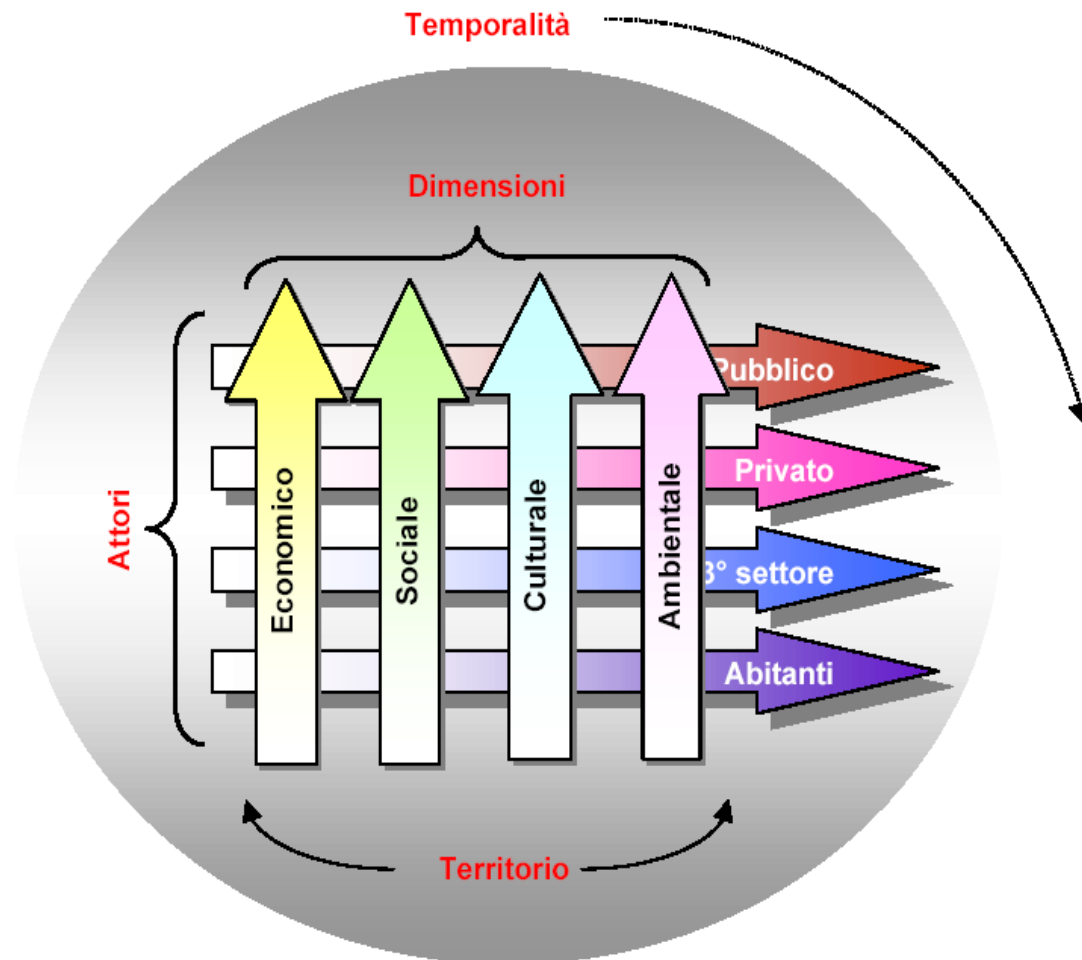 Temporalità
Dimensioni
Attori
Economico
Sociale
Culturale
Ambientale
Pubblico
Privato
3° settore
Abitanti
Territorio